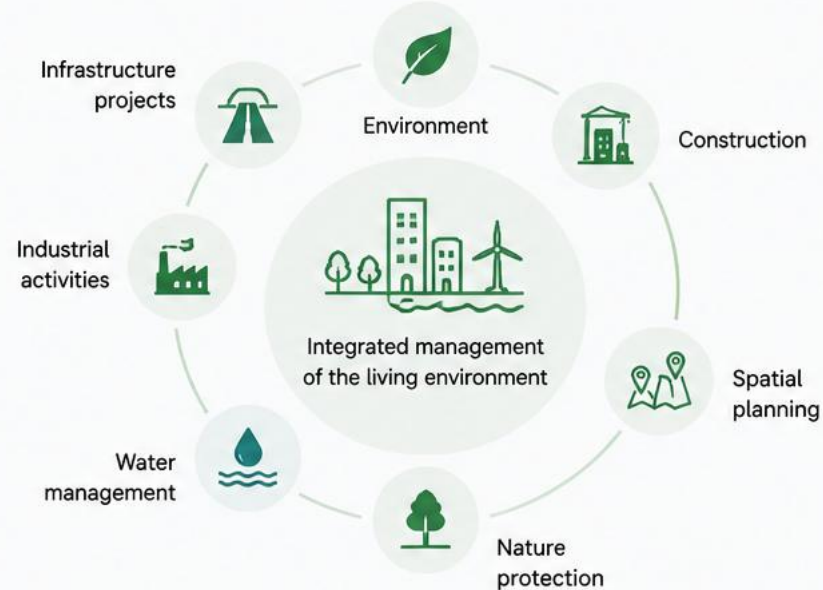 Infrastructure
projects
Environment
Construction
Industrial
activities
Integrated management
of the living environment
Spatial
planning
Water
management
Nature
protection